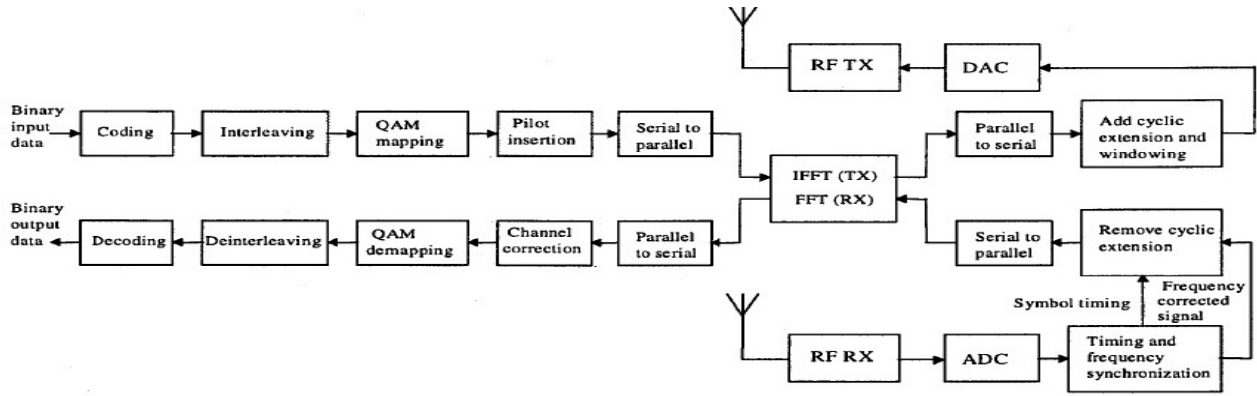 RF TX
DAC
Binary
input
data
Coding
Interleaving
QAM
mapping
Pilot
insertion
Serial to
parallel
IFFT (TX)
FFT (RX)
Parallel
to serial
Add cyclic
extension and
windowing
Binary
output
data
Decoding
Deinterleaving
QAM
demapping
Channel
correction
Parallel
to serial
Serial to
parallel
Remove cyclic
extension
Symbol timing
Frequency
corrected
signal
RF RX
ADC
Timing and
frequency
synchronization